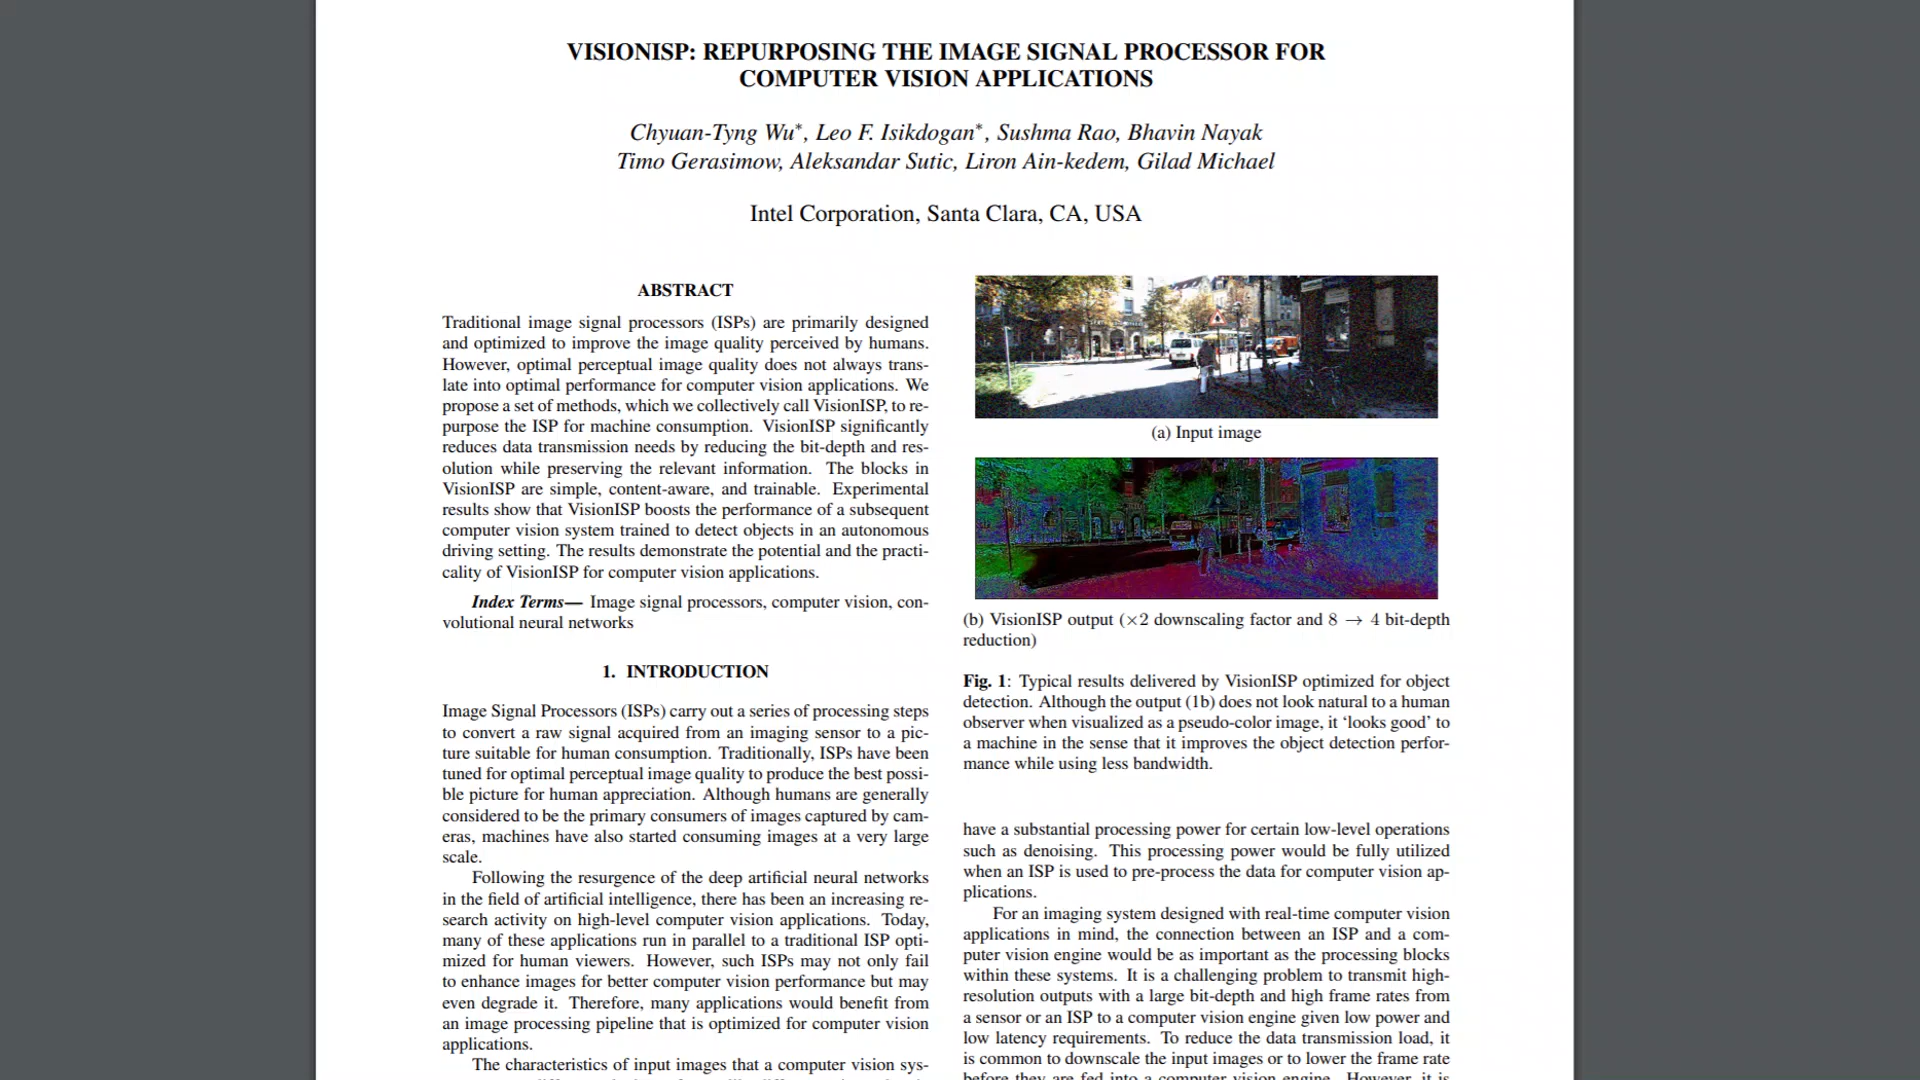 VISIONISP: REPURPOSING THE IMAGE SIGNAL PROCESSOR FOR
COMPUTER VISION APPLICATIONS
Chyuan-Tyng Wu*, Leo F. Isikdogan*, Sushma Rao, Bhavin Nayak
Timo Gerasimow, Aleksandar Sutic, Liron Ain-kedem, Gilad Michael
Intel Corporation, Santa Clara, CA, USA
ABSTRACT
Traditional image signal processors (ISPs) are primarily designed
and optimized to improve the image quality perceived by humans.
However, optimal perceptual image quality does not always trans-
late into optimal performance for computer vision applications. We
propose a set of methods, which we collectively call VisionISP, to re-
purpose the ISP for machine consumption. VisionISP significantly
reduces data transmission needs by reducing the bit-depth and res-
olution while preserving the relevant information. The blocks in
VisionISP are simple, content-aware, and trainable. Experimental
results show that VisionISP boosts the performance of a subsequent
computer vision system trained to detect objects in an autonomous
driving setting. The results demonstrate the potential and the practi-
cality of VisionISP for computer vision applications.
Index Terms— Image signal processors, computer vision, con-
volutional neural networks
1. INTRODUCTION
Image Signal Processors (ISPs) carry out a series of processing steps
to convert a raw signal acquired from an imaging sensor to a pic-
ture suitable for human consumption. Traditionally, ISPs have been
tuned for optimal perceptual image quality to produce the best possi-
ble picture for human appreciation. Although humans are generally
considered to be the primary consumers of images captured by cam-
eras, machines have also started consuming images at a very large
scale.
Following the resurgence of the deep artificial neural networks
in the field of artificial intelligence, there has been an increasing re-
search activity on high-level computer vision applications. Today,
many of these applications run in parallel to a traditional ISP opti-
mized for human viewers. However, such ISPs may not only fail
to enhance images for better computer vision performance but may
even degrade it. Therefore, many applications would benefit from
an image processing pipeline that is optimized for computer vision
applications.
The characteristics of input images that a computer vision sys-
(a) Input image
(b) VisionISP output (×2 downscaling factor and 8 → 4 bit-depth
reduction)
Fig. 1: Typical results delivered by VisionISP optimized for object
detection. Although the output (1b) does not look natural to a human
observer when visualized as a pseudo-color image, it ‘looks good’ to
a machine in the sense that it improves the object detection perfor-
mance while using less bandwidth.
have a substantial processing power for certain low-level operations
such as denoising. This processing power would be fully utilized
when an ISP is used to pre-process the data for computer vision ap-
plications.
For an imaging system designed with real-time computer vision
applications in mind, the connection between an ISP and a com-
puter vision engine would be as important as the processing blocks
within these systems. It is a challenging problem to transmit high-
resolution outputs with a large bit-depth and high frame rates from
a sensor or an ISP to a computer vision engine given low power and
low latency requirements. To reduce the data transmission load, it
is common to downscale the input images or to lower the frame rate
before they are fed into a computer vision engine. However, it is